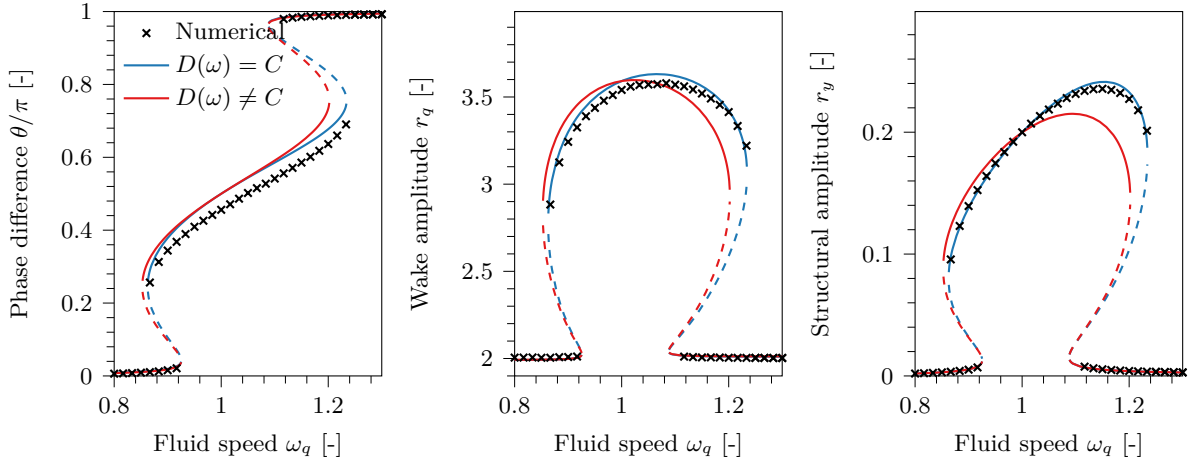 Phase difference θ/π [-]
1
0.8
0.6
0.4
0.2
0
0.8
1
1.2
Fluid speed ω_q [-]
Numerical
D(ω) = C
D(ω) ≠ C
Wake amplitude r_q [-]
3.5
3
2.5
2
0.8
1
1.2
Fluid speed ω_q [-]
Structural amplitude r_y [-]
0.2
0.1
0
0.8
1
1.2
Fluid speed ω_q [-]